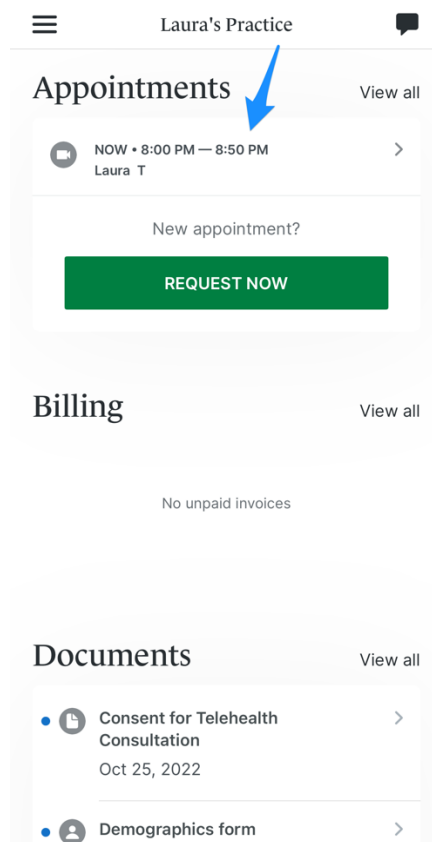 Laura's Practice
Appointments
View all
NOW • 8:00 PM — 8:50 PM
Laura T
New appointment?
REQUEST NOW
Billing
View all
No unpaid invoices
Documents
View all
Consent for Telehealth
Consultation
Oct 25, 2022
Demographics form